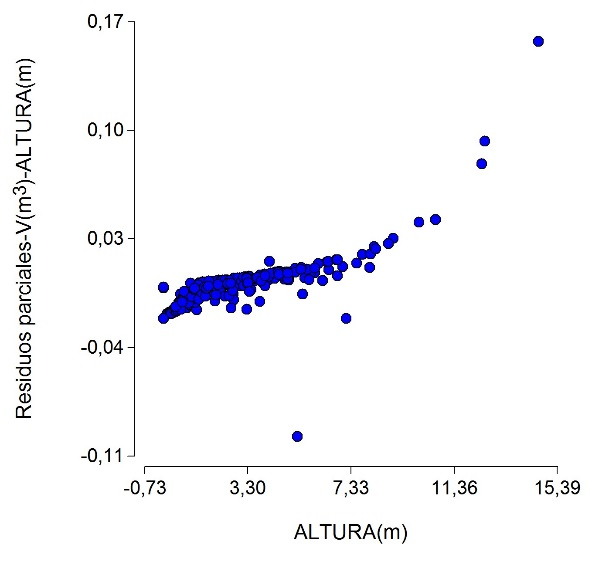 Residuos parciales-V(m³)-ALTURA(m)
0,17
0,10
0,03
-0,04
-0,11
-0,73 3,30 7,33 11,36 15,39
ALTURA(m)